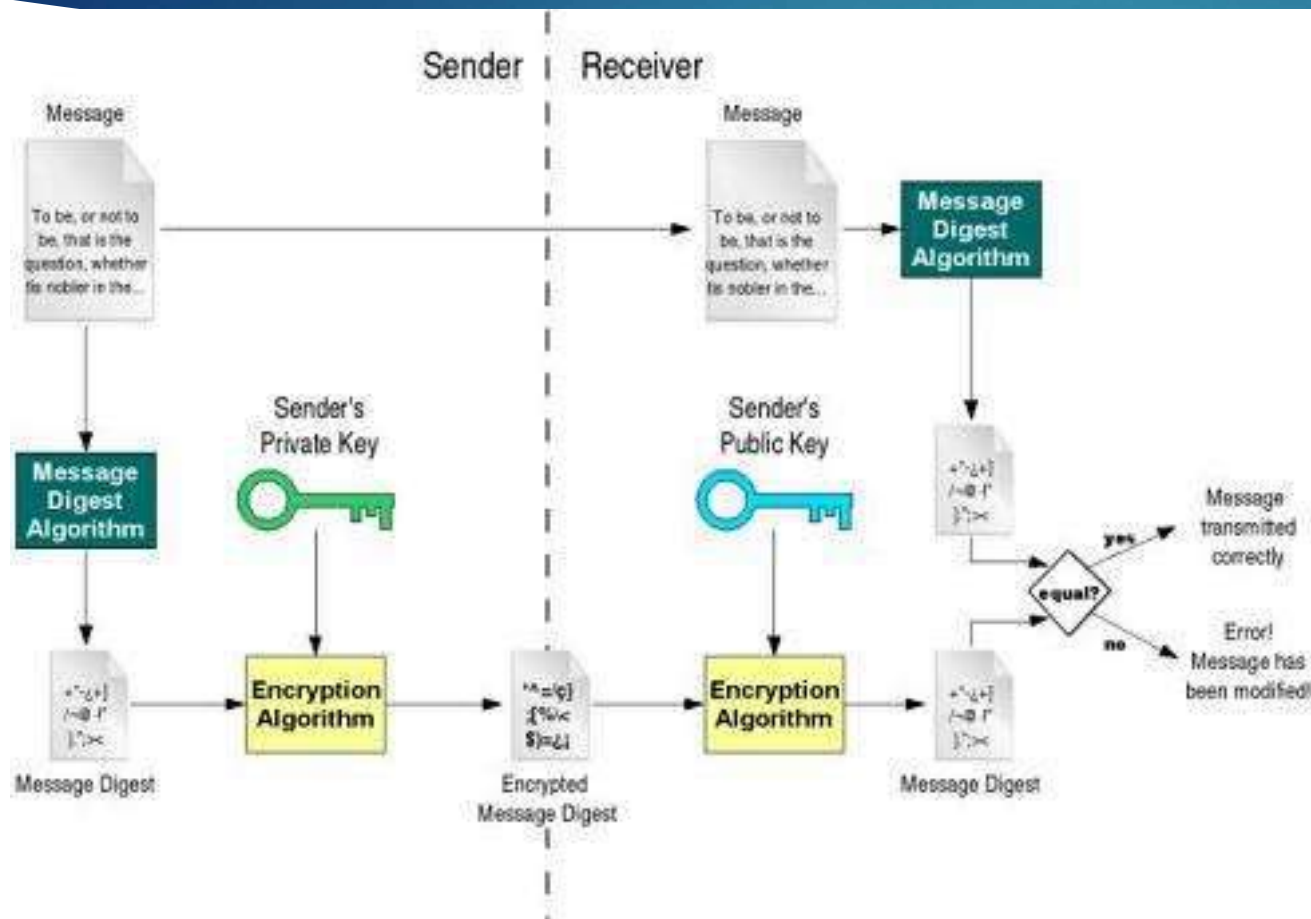 Sender
Receiver
Message
To be, or not to
be, that is the
question, whether
tis nobler in the...
Message
To be, or not to
be, that is the
question, whether
tis nobler in the...
Message
Digest
Algorithm
Sender's
Private Key
Sender's
Public Key
Message
Digest
Algorithm
Message
transmitted
correctly
yes
equal?
no
Error!
Message has
been modified!
Encryption
Algorithm
Encryption
Algorithm
Message Digest
Encrypted
Message Digest
Message Digest